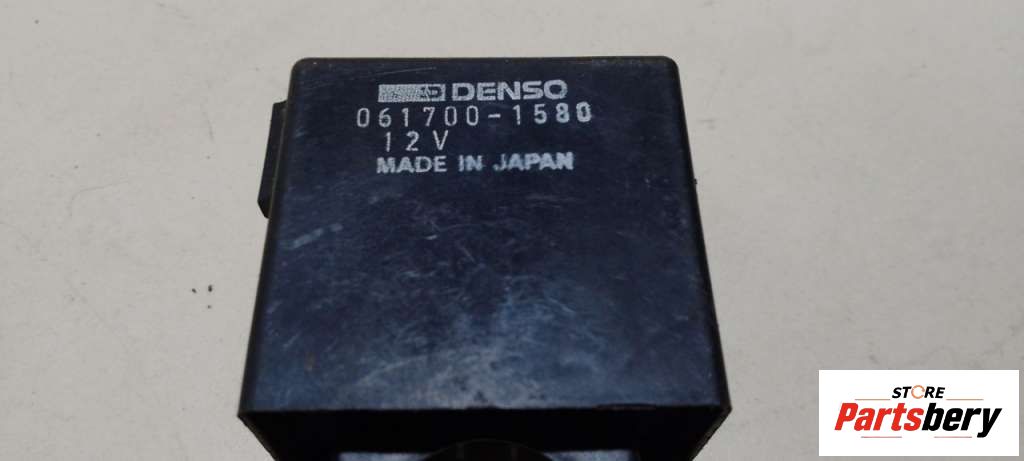 DENSO
061700-1580
12V
MADE IN JAPAN
STORE
Partsbery